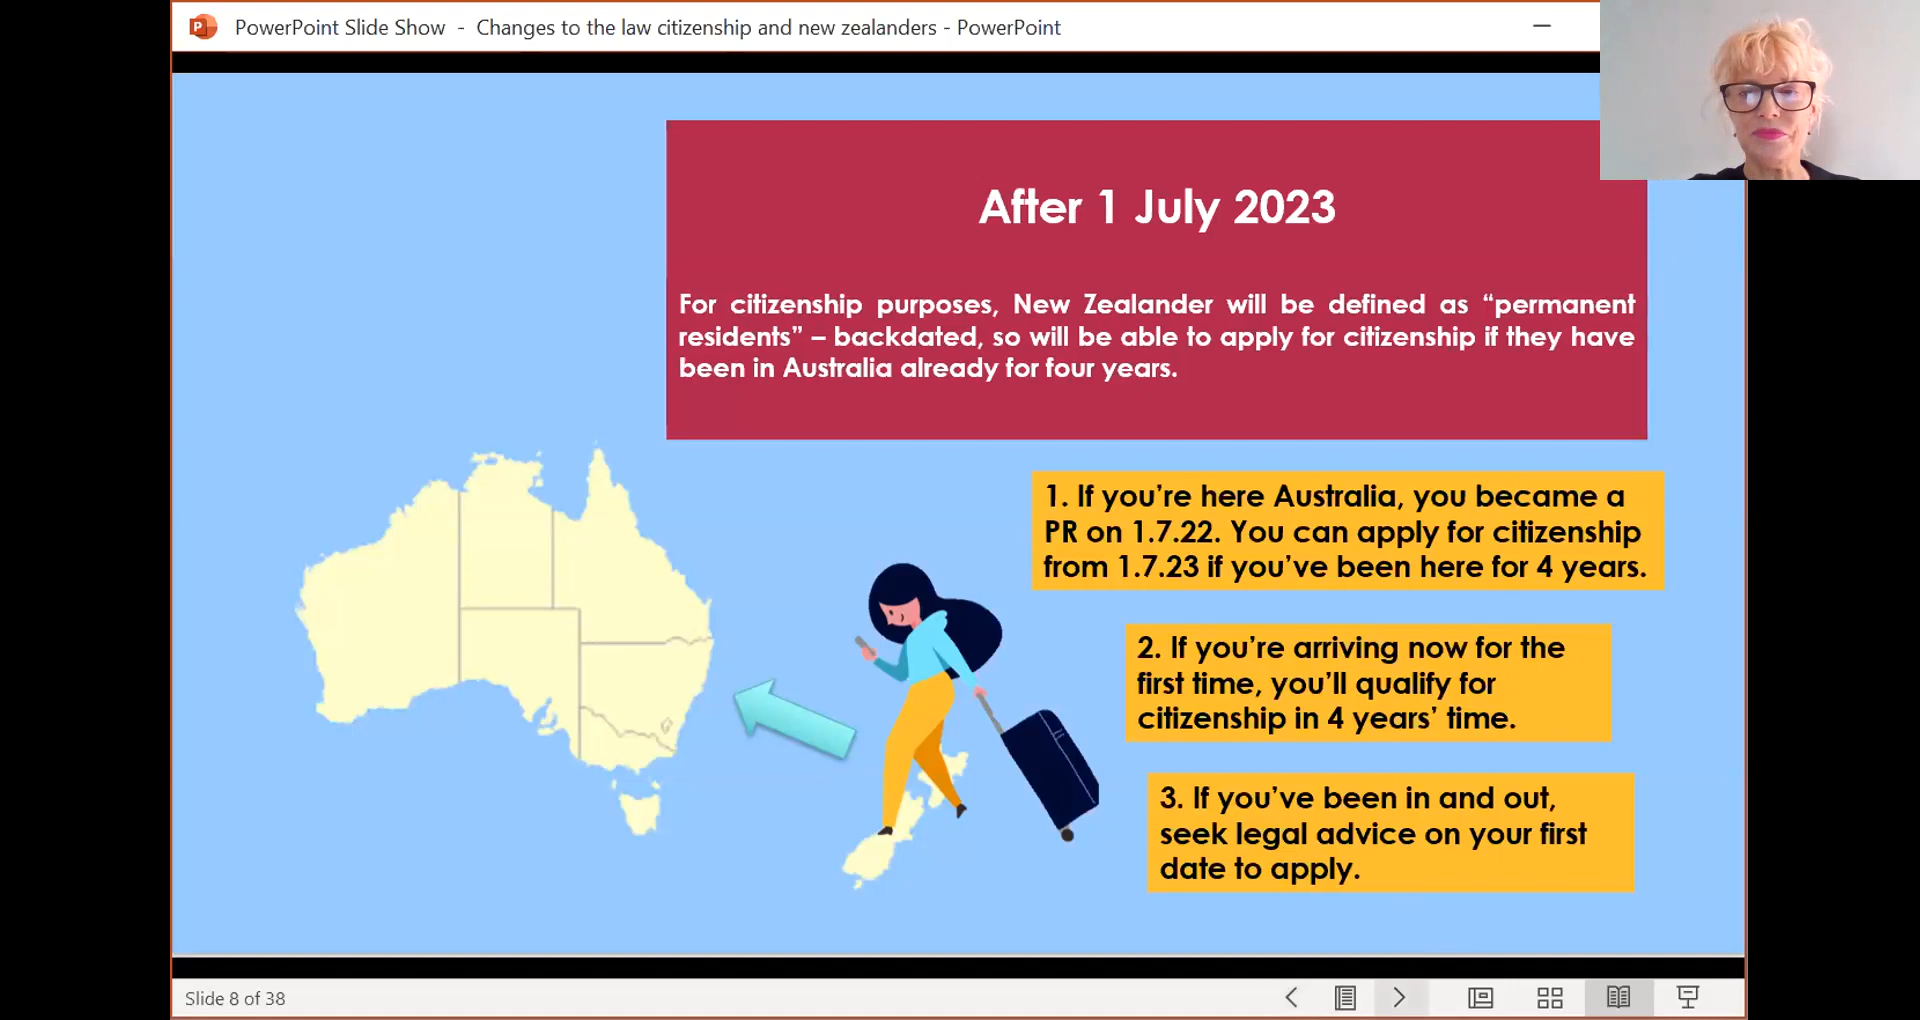 PowerPoint Slide Show - Changes to the law citizenship and new zealanders - PowerPoint
After 1 July 2023
For citizenship purposes, New Zealander will be defined as “permanent
residents” – backdated, so will be able to apply for citizenship if they have
been in Australia already for four years.
1. If you’re here Australia, you became a
PR on 1.7.22. You can apply for citizenship
from 1.7.23 if you’ve been here for 4 years.
2. If you’re arriving now for the
first time, you’ll qualify for
citizenship in 4 years’ time.
3. If you’ve been in and out,
seek legal advice on your first
date to apply.
Slide 8 of 38